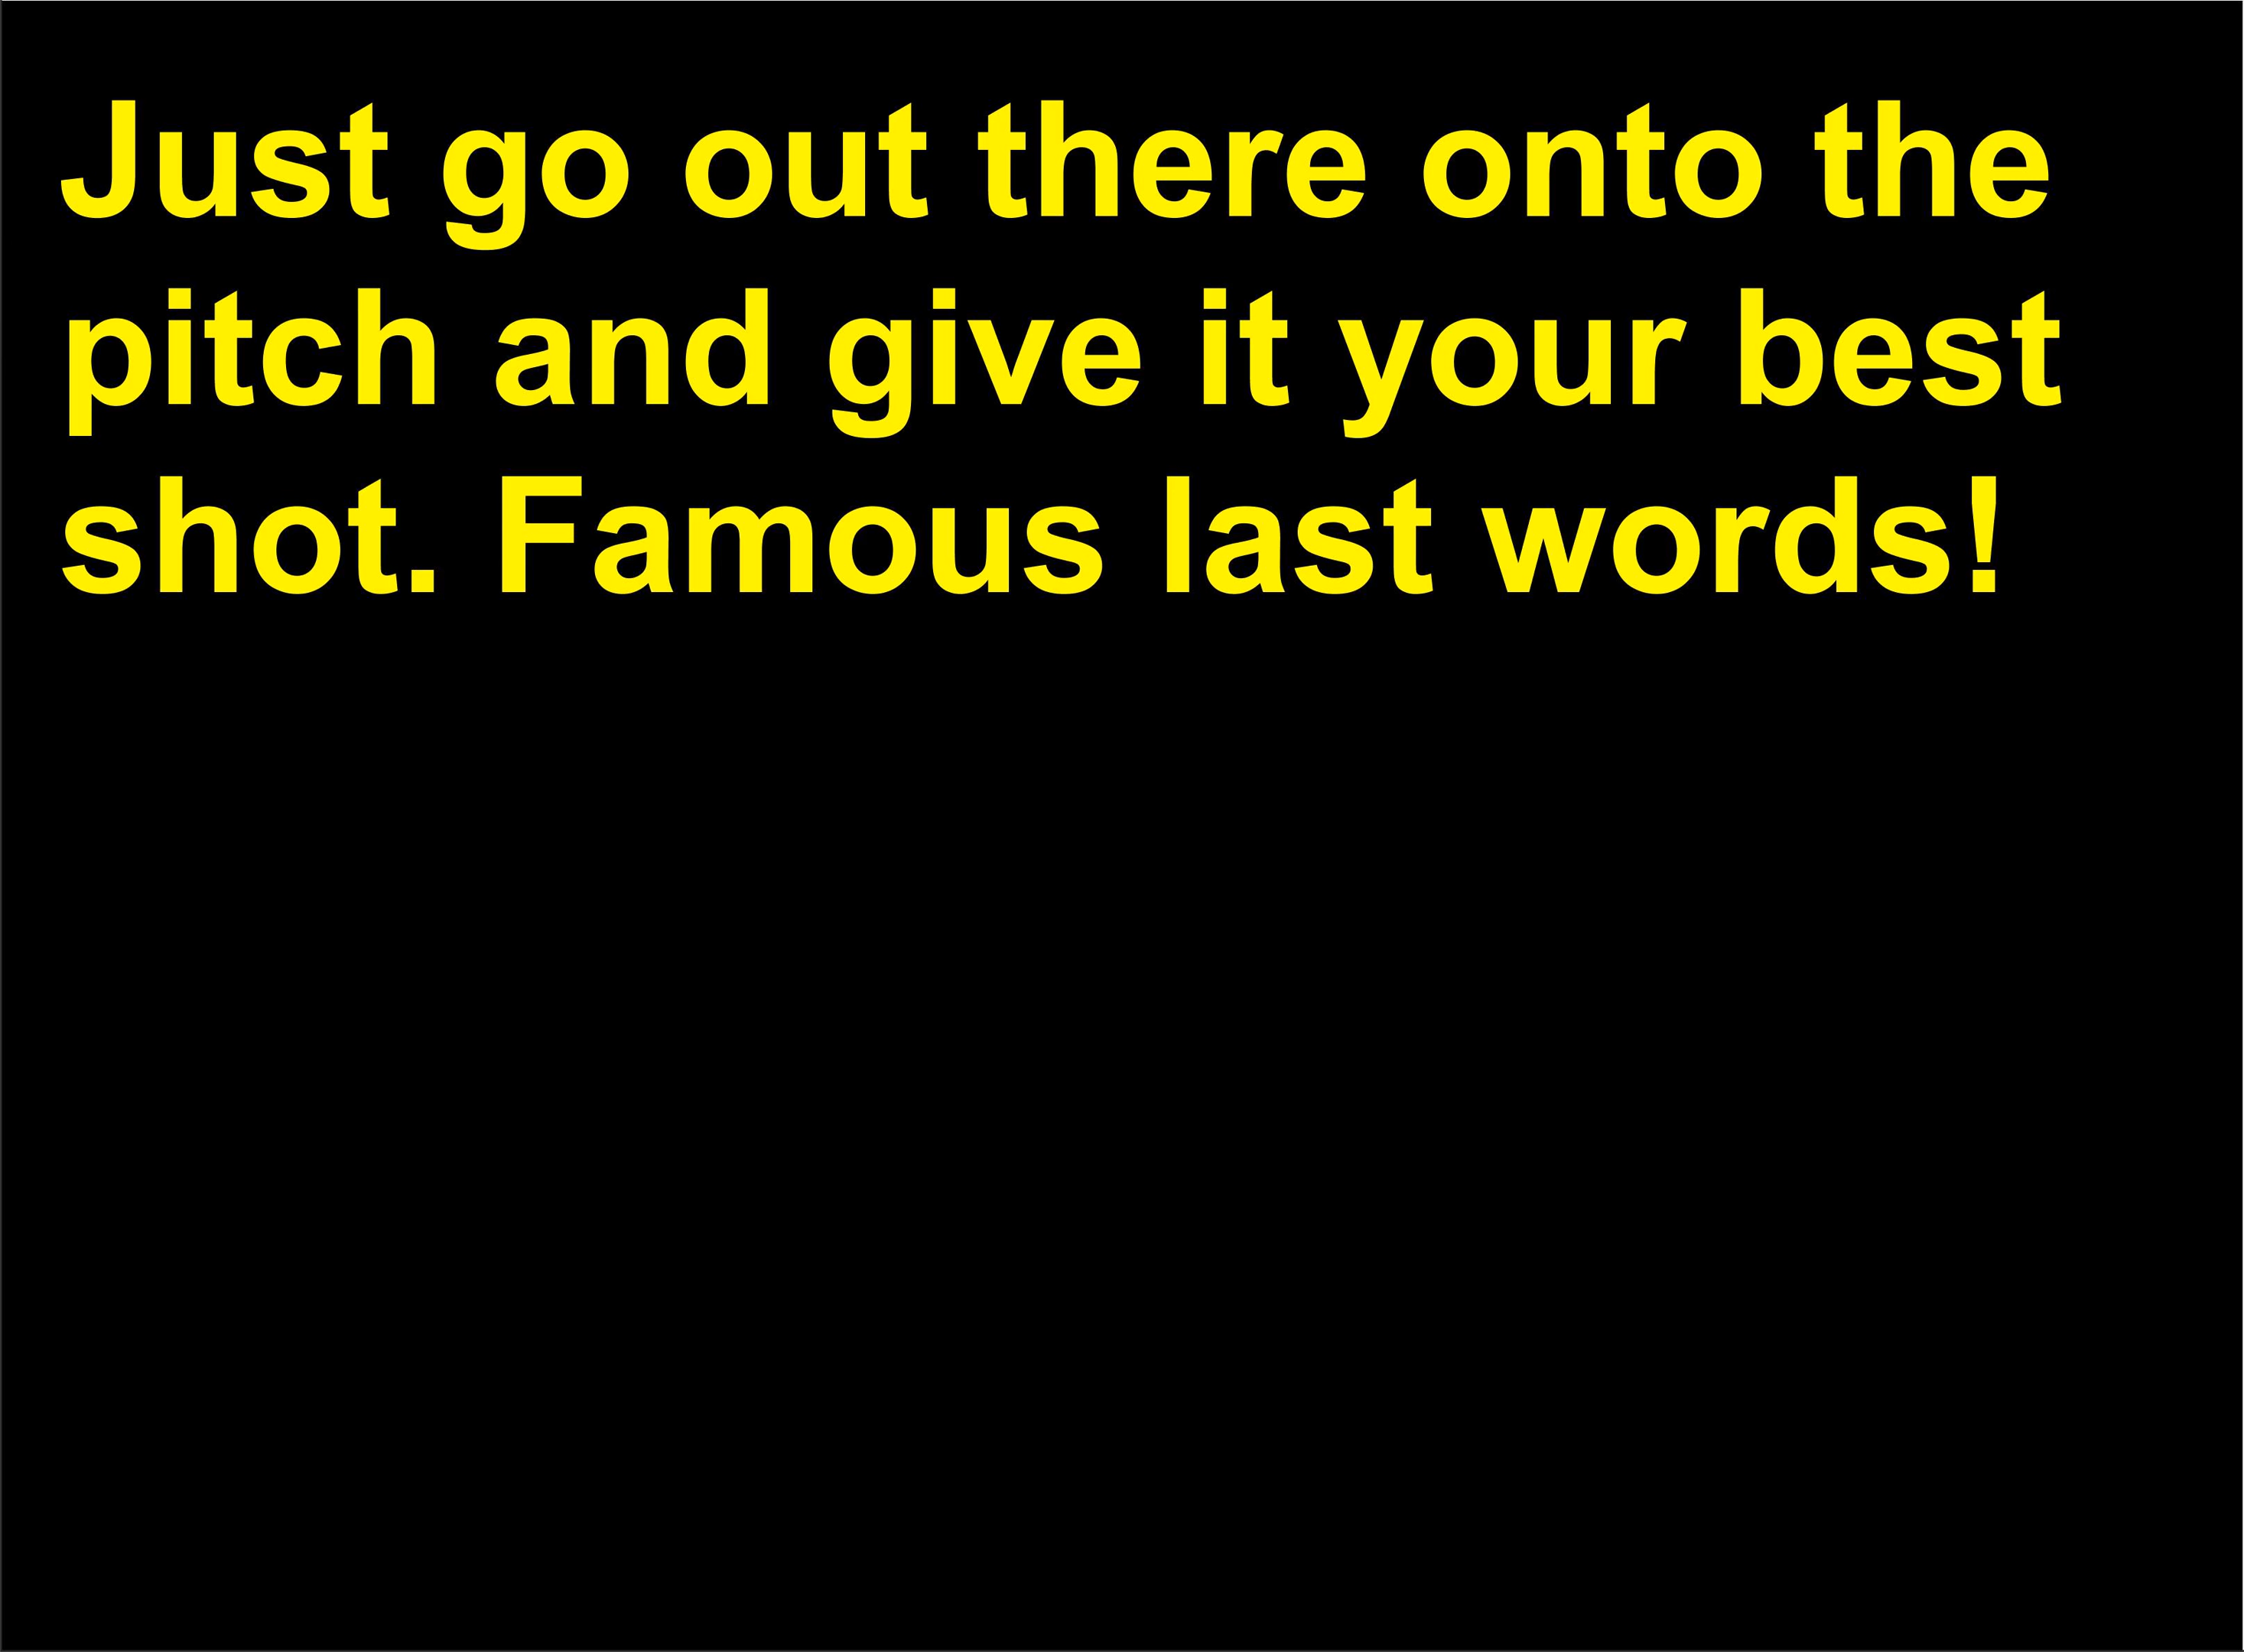 Just go out there onto the
pitch and give it your best
shot. Famous last words!